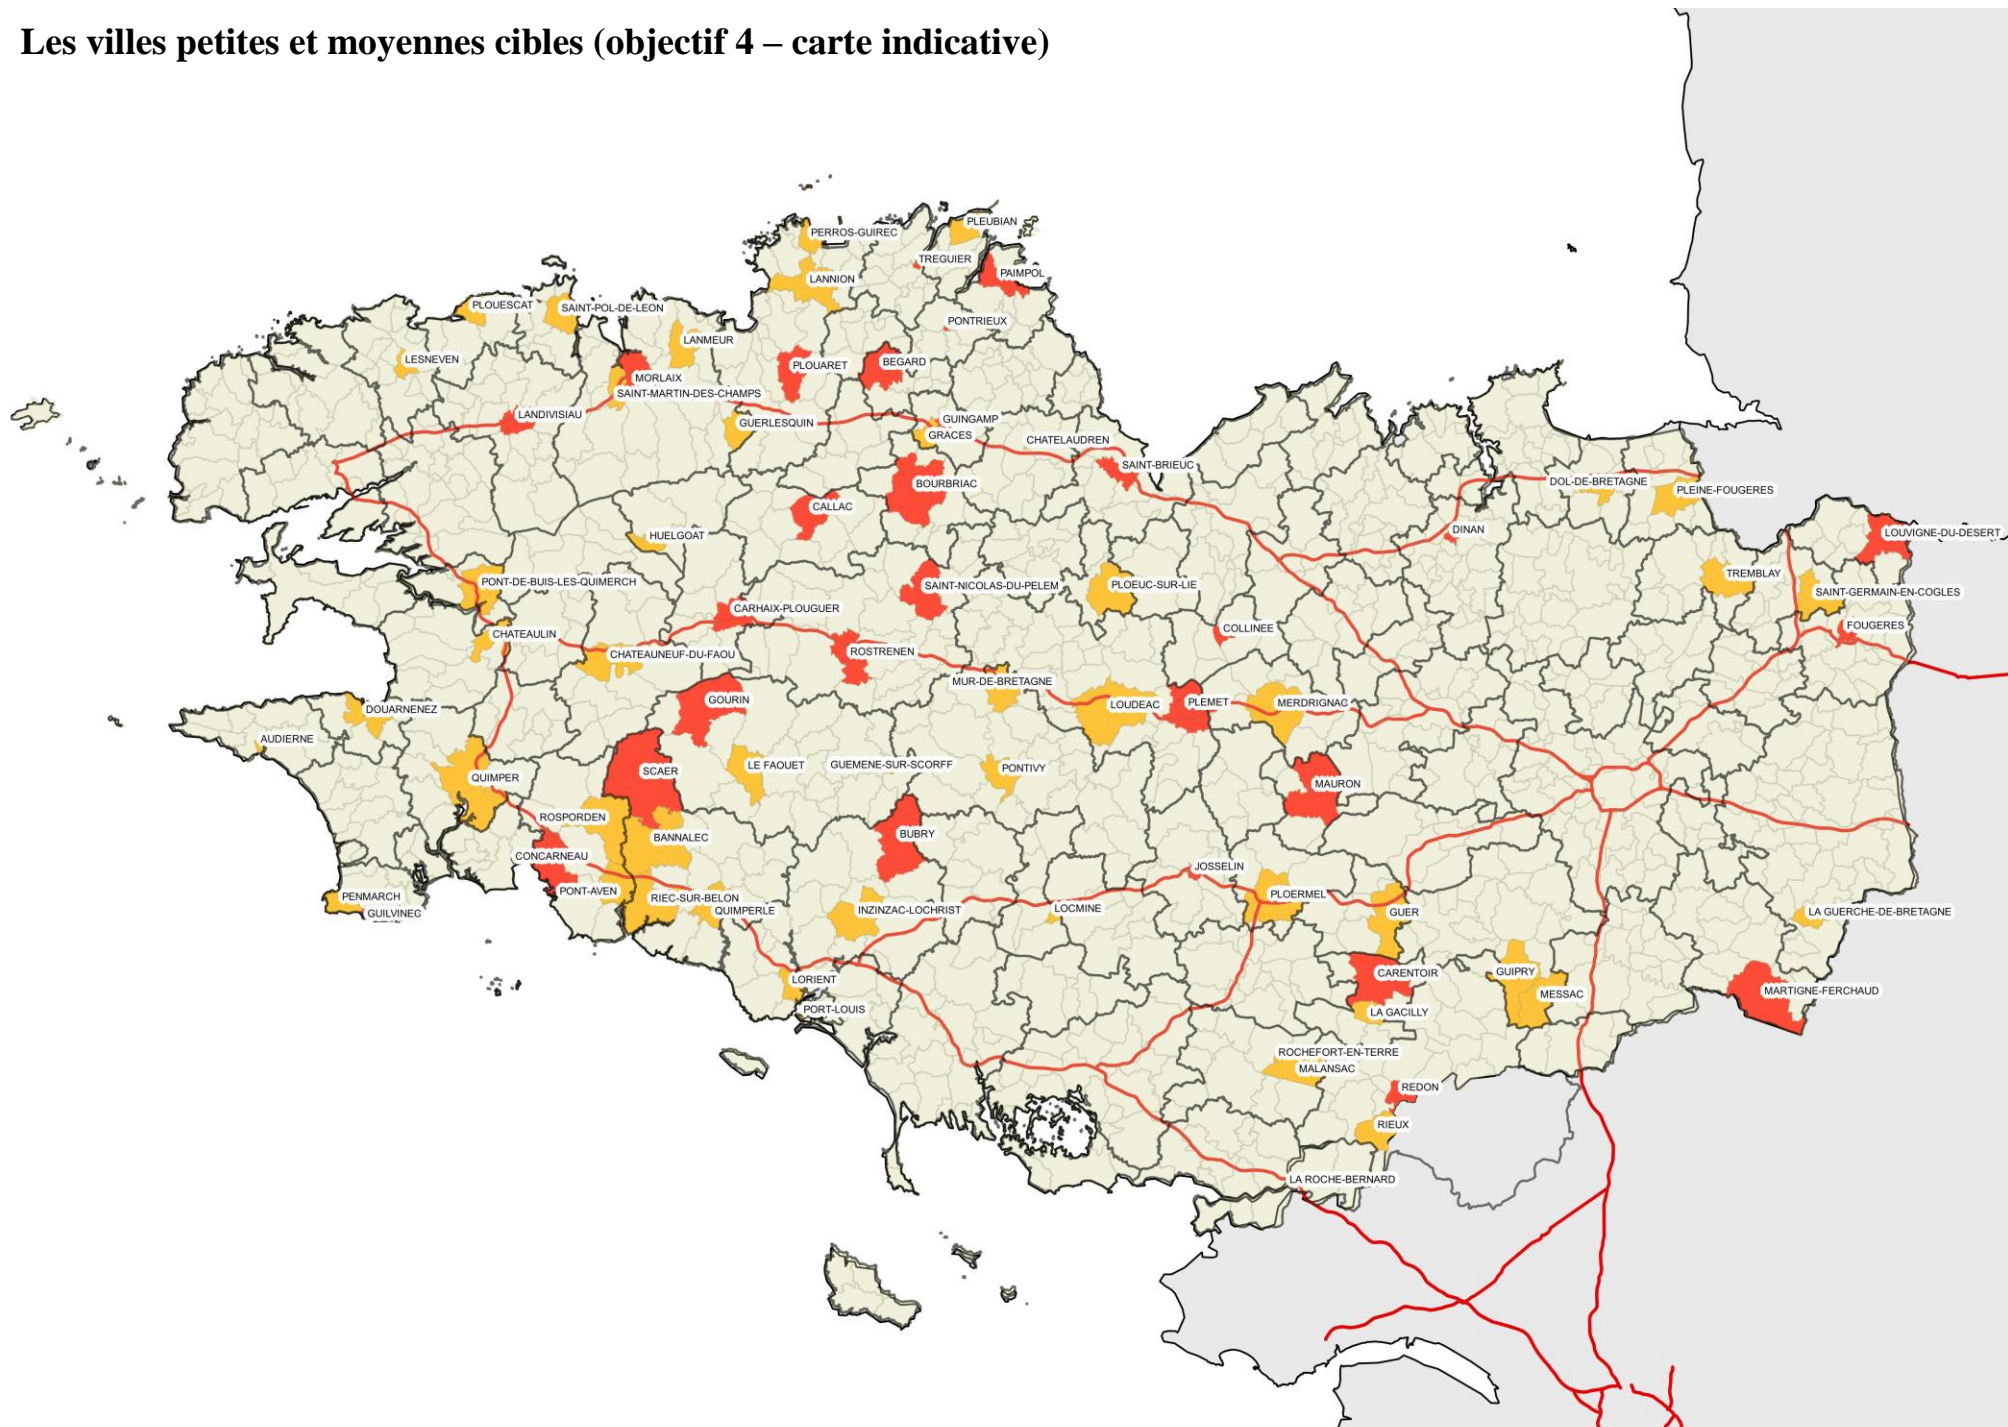 Les villes petites et moyennes cibles (objectif 4 – carte indicative)
PLEUBIAN
PERROS-GUIREC
TREGUIER
PAIMPOL
LANNION
PLOUESCAT
SAINT-POL-DE-LEON
PONTRIEUX
LANMEUR
LESNEVEN
PLOUARET
BEGARD
MORLAIX
SAINT-MARTIN-DES-CHAMPS
LANDIVISIAU
GUERLESQUIN
GUINGAMP
GRACES
CHATELAUDREN
SAINT-BRIEUC
BOURBRIAC
DOL-DE-BRETAGNE
PLEINE-FOUGERES
CALLAC
DINAN
LOUVIGNE-DU-DESERT
HUELGOAT
TREMBLAY
PONT-DE-BUIS-LES-QUIMERCH
SAINT-NICOLAS-DU-PELEM
PLOEUC-SUR-LIE
SAINT-GERMAIN-EN-COGLES
CARHAIX-PLOUGUER
FOUGERES
COLLINEE
CHATEAULIN
CHATEAUNEUF-DU-FAOU
ROSTRENEN
MUR-DE-BRETAGNE
GOURIN
LOUDEAC
PLEMET
MERDRIGNAC
DOUARNENEZ
AUDIERNE
QUIMPER
SCAER
LE FAOUET
GUEMENE-SUR-SCORFF
PONTIVY
MAURON
ROSPORDEN
BANNALEC
BUBRY
CONCARNEAU
JOSSELIN
PONT-AVEN
PENMARCH
GUILVINEC
RIEC-SUR-BELON
QUIMPERLE
INZINZAC-LOCHRIST
LOCMINE
PLOERMEL
GUER
LA GUERCHE-DE-BRETAGNE
LORIENT
CARENTOIR
GUIPRY
MESSAC
MARTIGNE-FERCHAUD
PORT-LOUIS
LA GACILLY
ROCHEFORT-EN-TERRE
MALANSAC
REDON
RIEUX
LA ROCHE-BERNARD